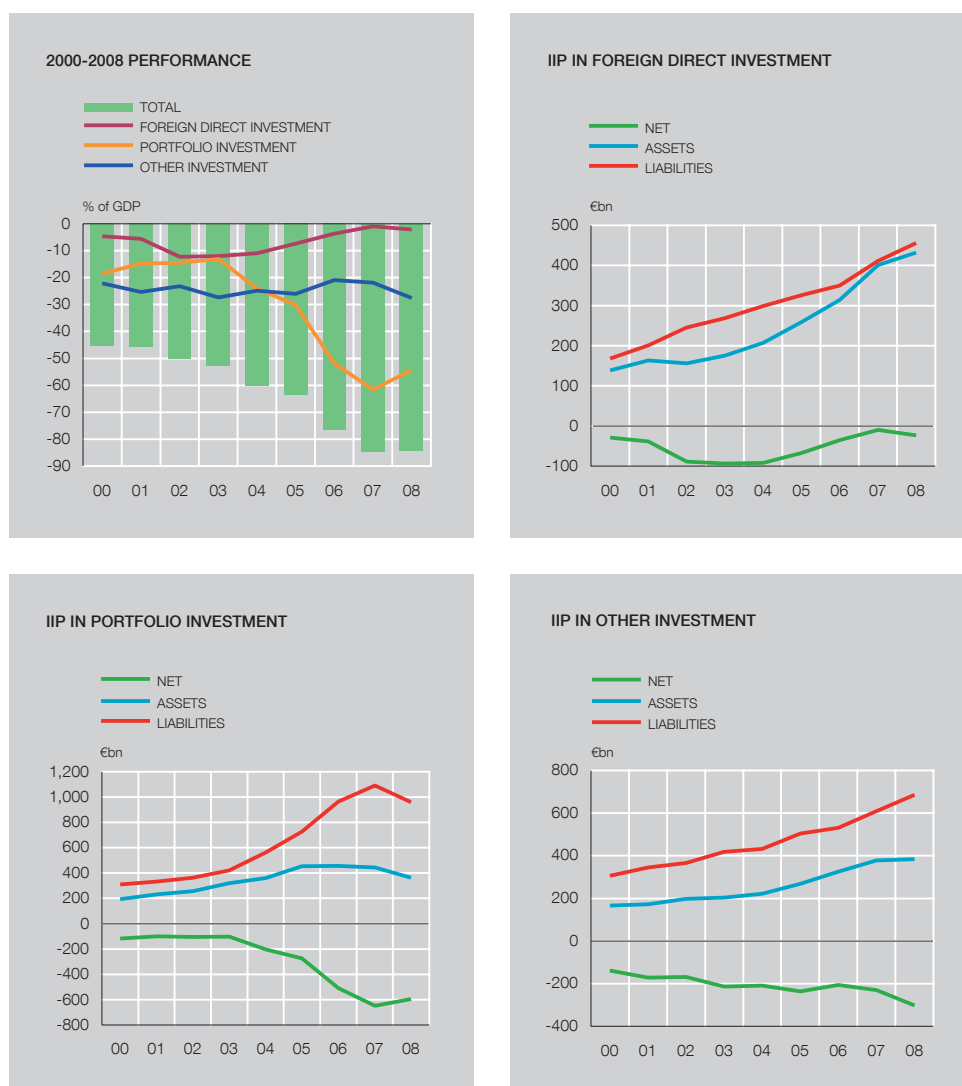 2000-2008 PERFORMANCE
TOTAL
FOREIGN DIRECT INVESTMENT
PORTFOLIO INVESTMENT
OTHER INVESTMENT
% of GDP
0
-10
-20
-30
-40
-50
-60
-70
-80
-90
00 01 02 03 04 05 06 07 08
IIP IN FOREIGN DIRECT INVESTMENT
NET
ASSETS
LIABILITIES
€bn
500
400
300
200
100
0
-100
00 01 02 03 04 05 06 07 08
IIP IN PORTFOLIO INVESTMENT
NET
ASSETS
LIABILITIES
€bn
1,200
1,000
800
600
400
200
0
-200
-400
-600
-800
00 01 02 03 04 05 06 07 08
IIP IN OTHER INVESTMENT
NET
ASSETS
LIABILITIES
€bn
800
600
400
200
0
-200
-400
00 01 02 03 04 05 06 07 08